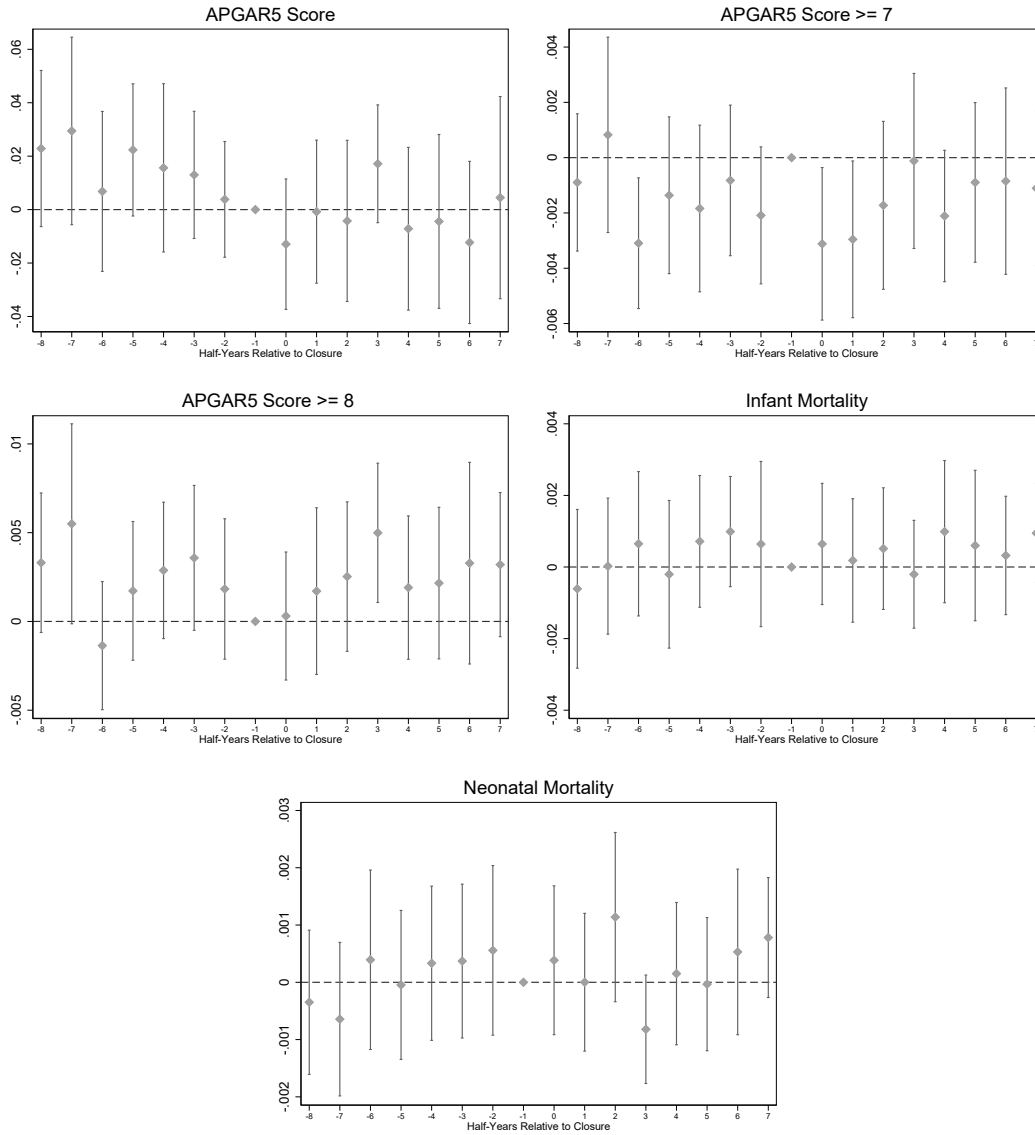 APGAR5 Score
.06
.04
.02
0
-.02
-.04
-8 -7 -6 -5 -4 -3 -2 -1 0 1 2 3 4 5 6 7
Half-Years Relative to Closure
APGAR5 Score >= 7
.004
.002
0
-.002
-.004
-.006
-8 -7 -6 -5 -4 -3 -2 -1 0 1 2 3 4 5 6
Half-Years Relative to Closure
APGAR5 Score >= 8
.01
.005
0
-.005
-8 -7 -6 -5 -4 -3 -2 -1 0 1 2 3 4 5 6 7
Half-Years Relative to Closure
Infant Mortality
.004
.002
0
-.002
-.004
-8 -7 -6 -5 -4 -3 -2 -1 0 1 2 3 4 5 6
Half-Years Relative to Closure
Neonatal Mortality
.003
.002
.001
0
-.001
-.002
-8 -7 -6 -5 -4 -3 -2 -1 0 1 2 3 4 5 6 7
Half-Years Relative to Closure